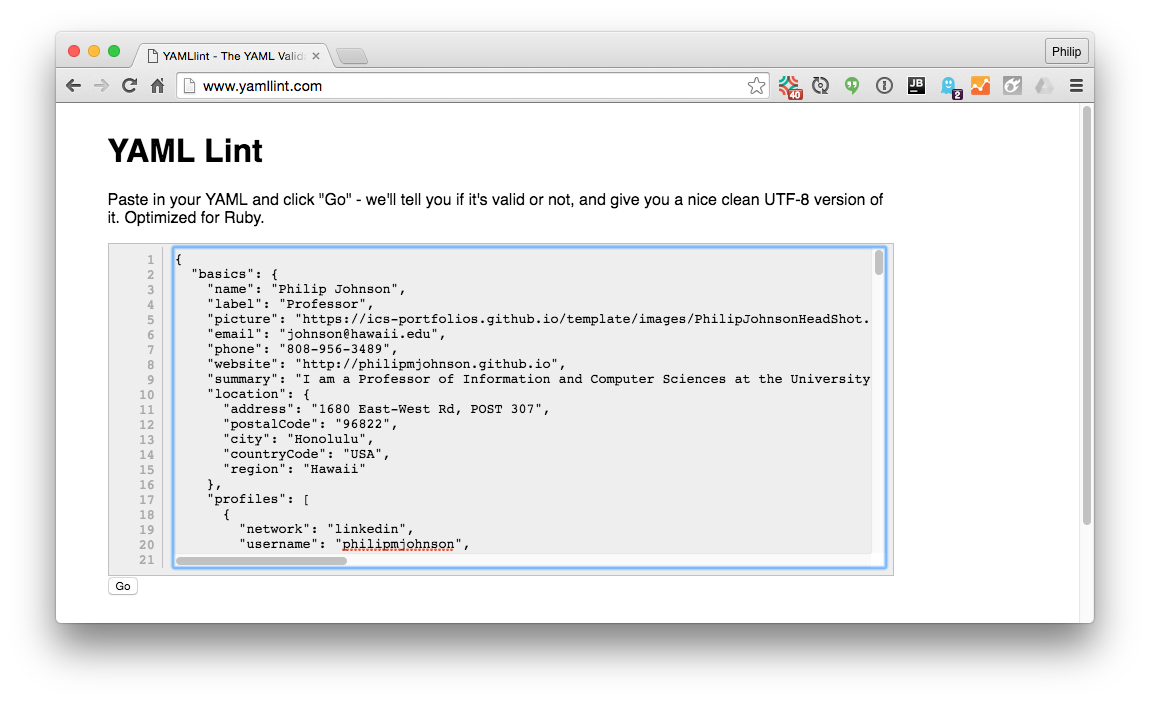 YAMLlint - The YAML Valid
Philip
www.yamllint.com
40
JB
2
YAML Lint
Paste in your YAML and click "Go" - we'll tell you if it's valid or not, and give you a nice clean UTF-8 version of
it. Optimized for Ruby.
1 {
2 "basics": {
3 "name": "Philip Johnson",
4 "label": "Professor",
5 "picture": "https://ics-portfolios.github.io/template/images/PhilipJohnsonHeadShot.
6 "email": "johnson@hawaii.edu",
7 "phone": "808-956-3489",
8 "website": "http://philipmjohnson.github.io",
9 "summary": "I am a Professor of Information and Computer Sciences at the University
10 "location": {
11 "address": "1680 East-West Rd, POST 307",
12 "postalCode": "96822",
13 "city": "Honolulu",
14 "countryCode": "USA",
15 "region": "Hawaii"
16 },
17 "profiles": [
18 {
19 "network": "linkedin",
20 "username": "philipmjohnson",
21
Go